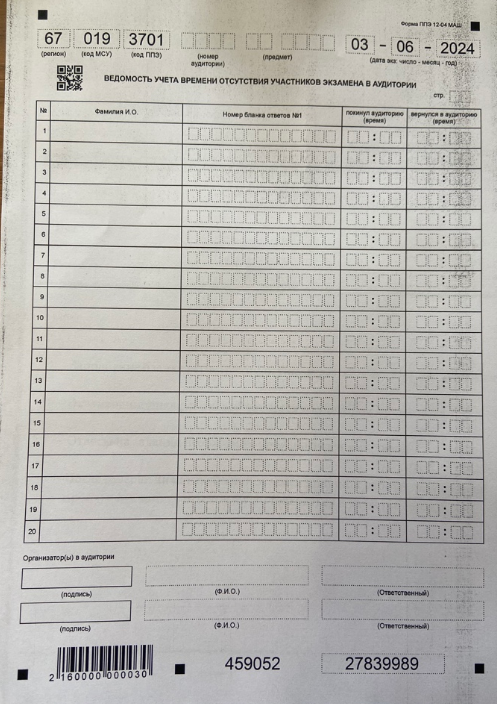 Форма ППЭ 12-04 МАШ
67 019 3701 03 - 06 - 2024
(регион) (код МСУ) (код ППЭ) (номер аудитории) (предмет) (дата экз. число - месяц - год)
ВЕДОМОСТЬ УЧЕТА ВРЕМЕНИ ОТСУТСТВИЯ УЧАСТНИКОВ ЭКЗАМЕНА В АУДИТОРИИ
стр.
№ Фамилия И.О. Номер бланка ответов №1 покинул аудиторию (время) вернулся в аудиторию (время)
1 : :
2 : :
3 : :
4 : :
5 : :
6 : :
7 : :
8 : :
9 : :
10 : :
11 : :
12 : :
13 : :
14 : :
15 : :
16 : :
17 : :
18 : :
19 : :
20 : :
Организатор(ы) в аудитории
(подпись) (Ф.И.О.) (Ответственный)
(подпись) (Ф.И.О.) (Ответственный)
2 160000 000030 459052 27839989